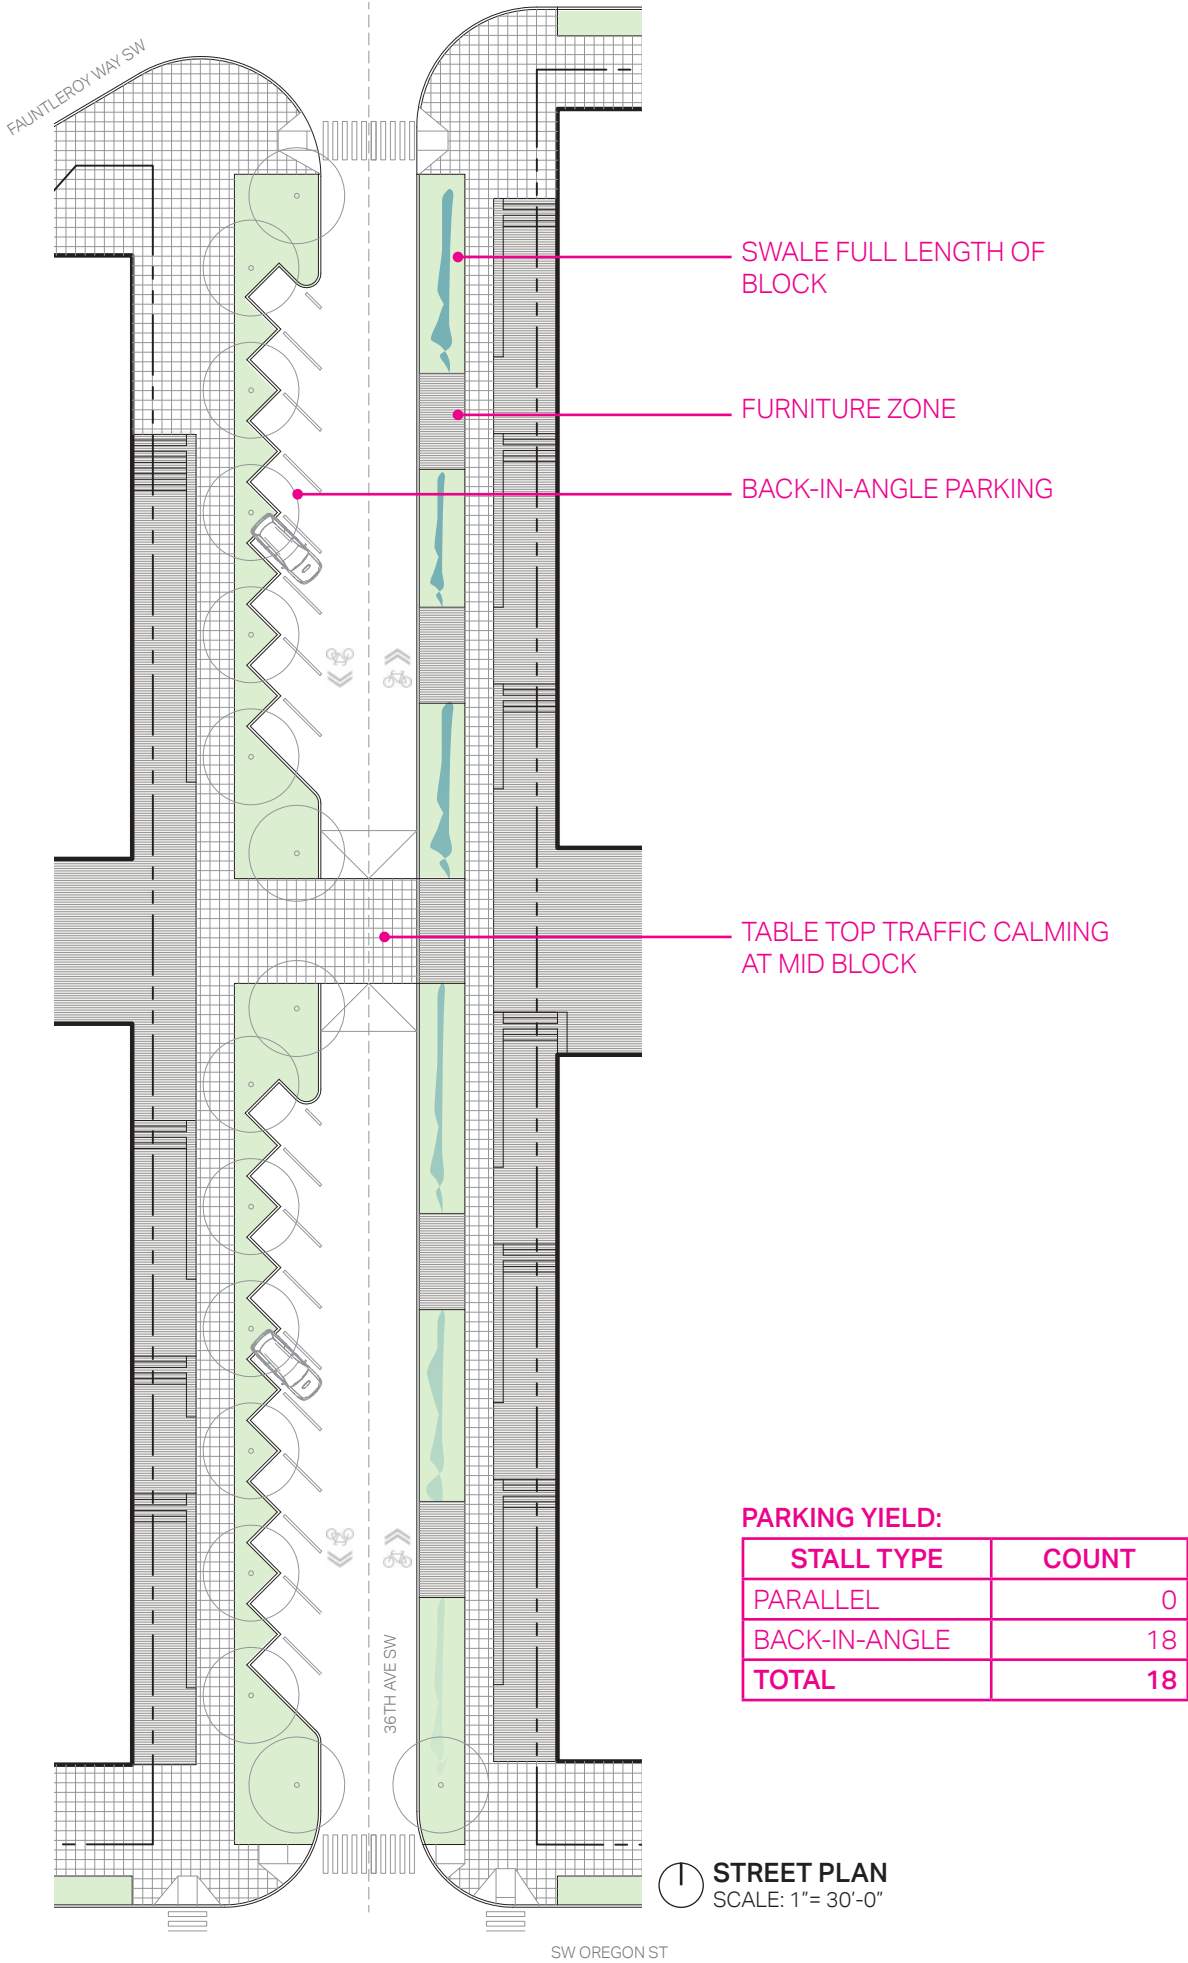 FAUNTLEROY WAY SW
SWALE FULL LENGTH OF
BLOCK
FURNITURE ZONE
BACK-IN-ANGLE PARKING
TABLE TOP TRAFFIC CALMING
AT MID BLOCK
PARKING YIELD:
STALL TYPE COUNT
PARALLEL 0
BACK-IN-ANGLE 18
TOTAL 18
36TH AVE SW
STREET PLAN
SCALE: 1"= 30'-0"
SW OREGON ST